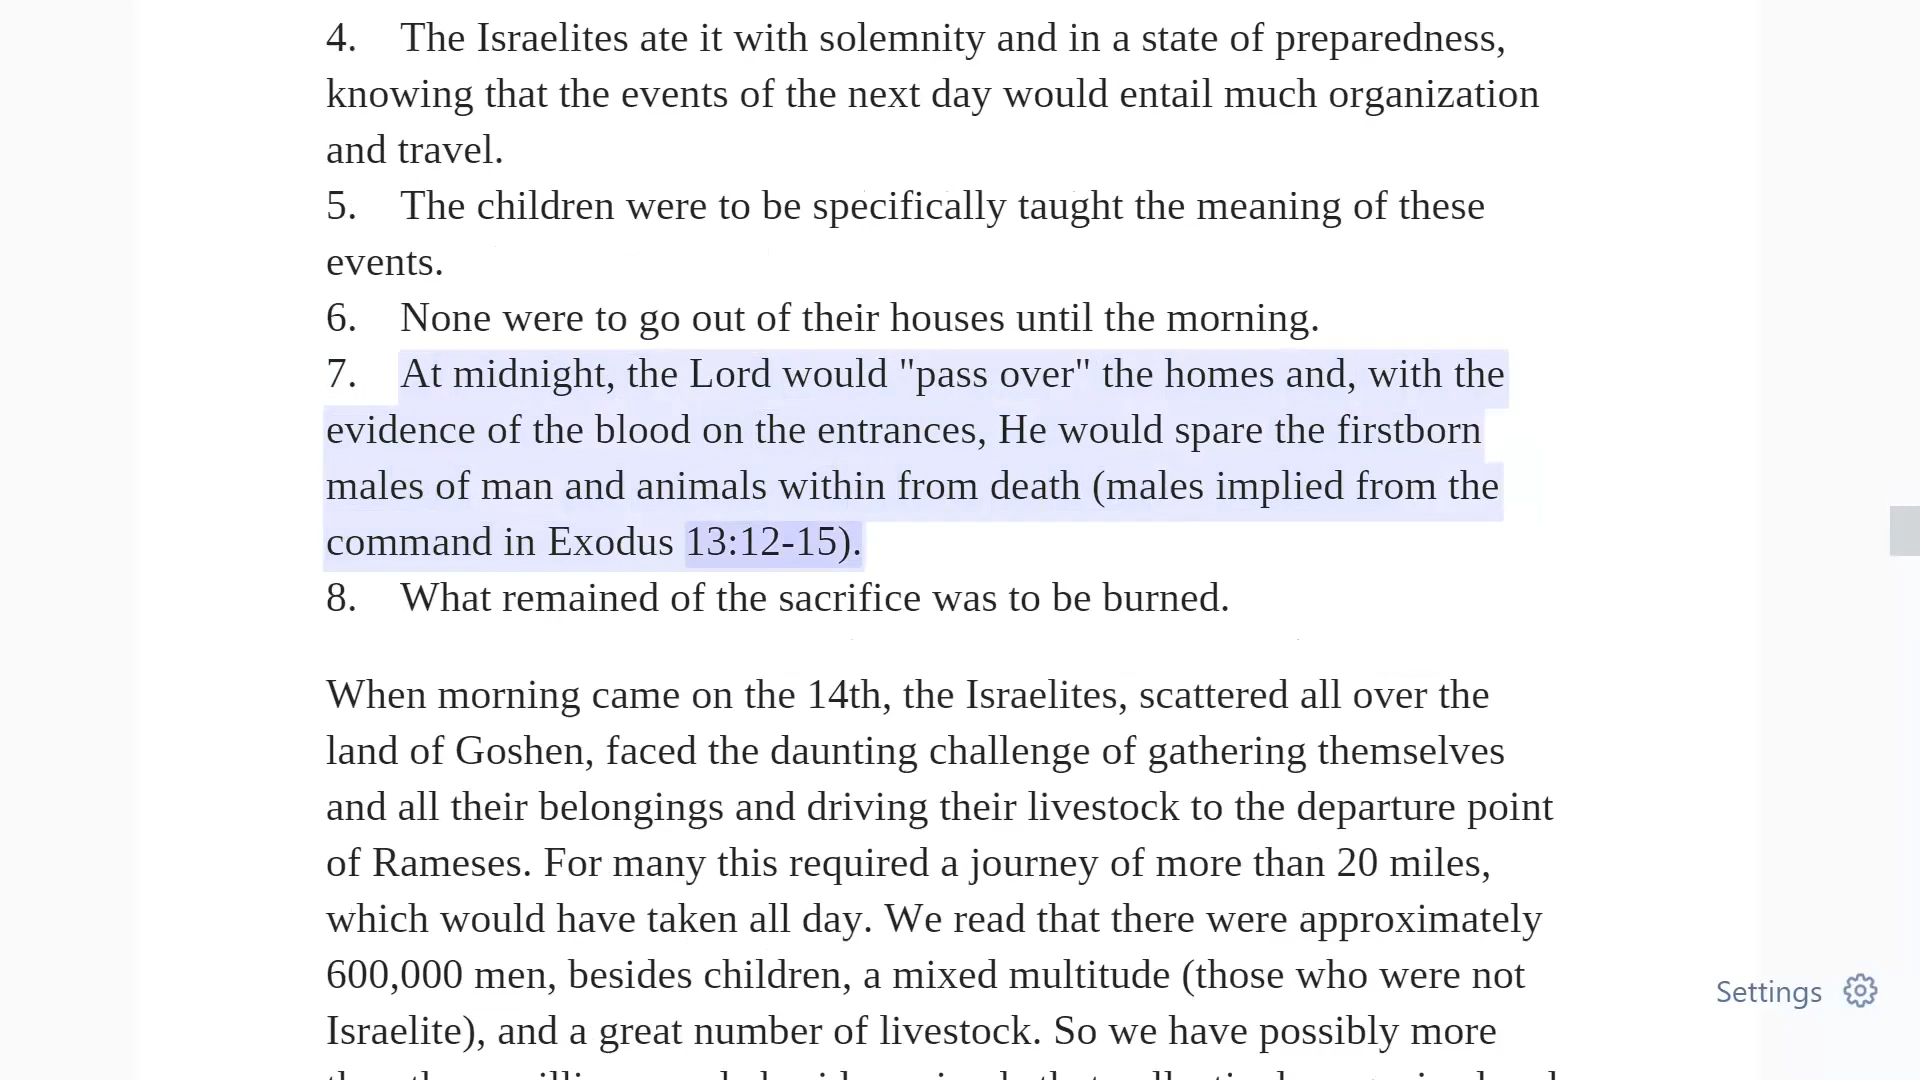 4. The Israelites ate it with solemnity and in a state of preparedness,
knowing that the events of the next day would entail much organization
and travel.
5. The children were to be specifically taught the meaning of these
events.
6. None were to go out of their houses until the morning.
7. At midnight, the Lord would "pass over" the homes and, with the
evidence of the blood on the entrances, He would spare the firstborn
males of man and animals within from death (males implied from the
command in Exodus 13:12-15).
8. What remained of the sacrifice was to be burned.
When morning came on the 14th, the Israelites, scattered all over the
land of Goshen, faced the daunting challenge of gathering themselves
and all their belongings and driving their livestock to the departure point
of Rameses. For many this required a journey of more than 20 miles,
which would have taken all day. We read that there were approximately
600,000 men, besides children, a mixed multitude (those who were not
Israelite), and a great number of livestock. So we have possibly more
Settings